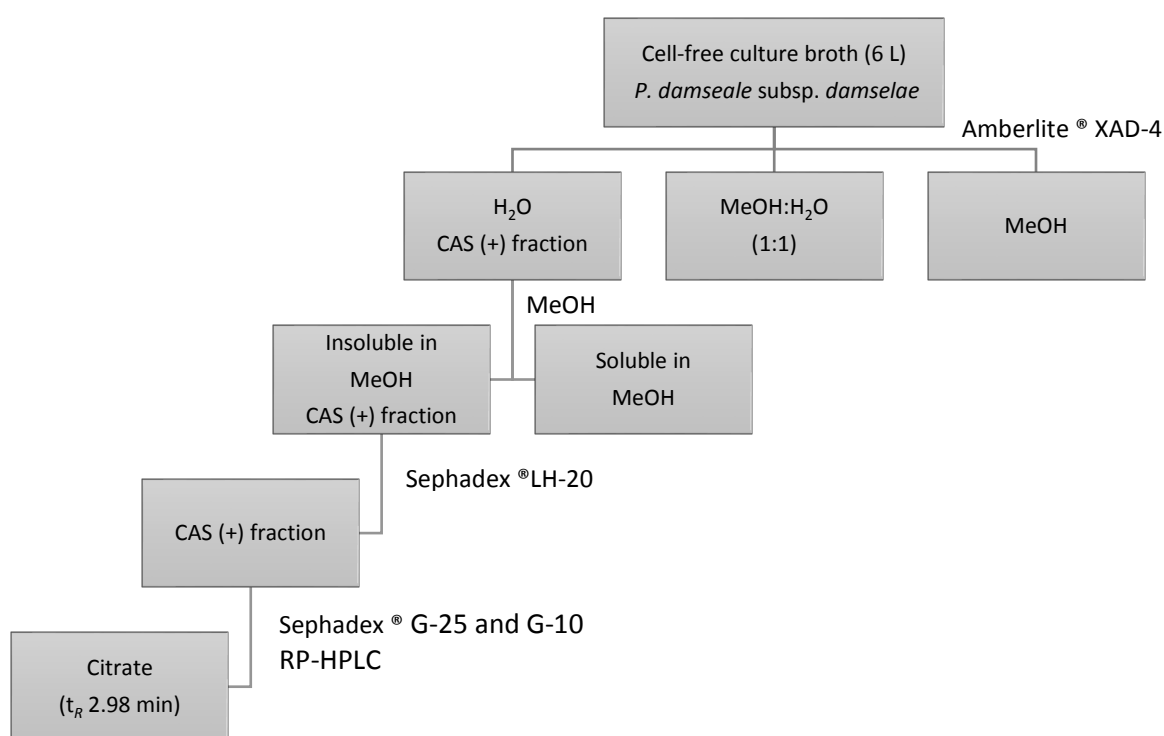 Cell-free culture broth (6 L)
P. damseale subsp. damselae
Amberlite ® XAD-4
H₂O
CAS (+) fraction
MeOH:H₂O
(1:1)
MeOH
MeOH
Insoluble in
MeOH
CAS (+) fraction
Soluble in
MeOH
Sephadex ®LH-20
CAS (+) fraction
Sephadex ® G-25 and G-10
RP-HPLC
Citrate
(tR 2.98 min)